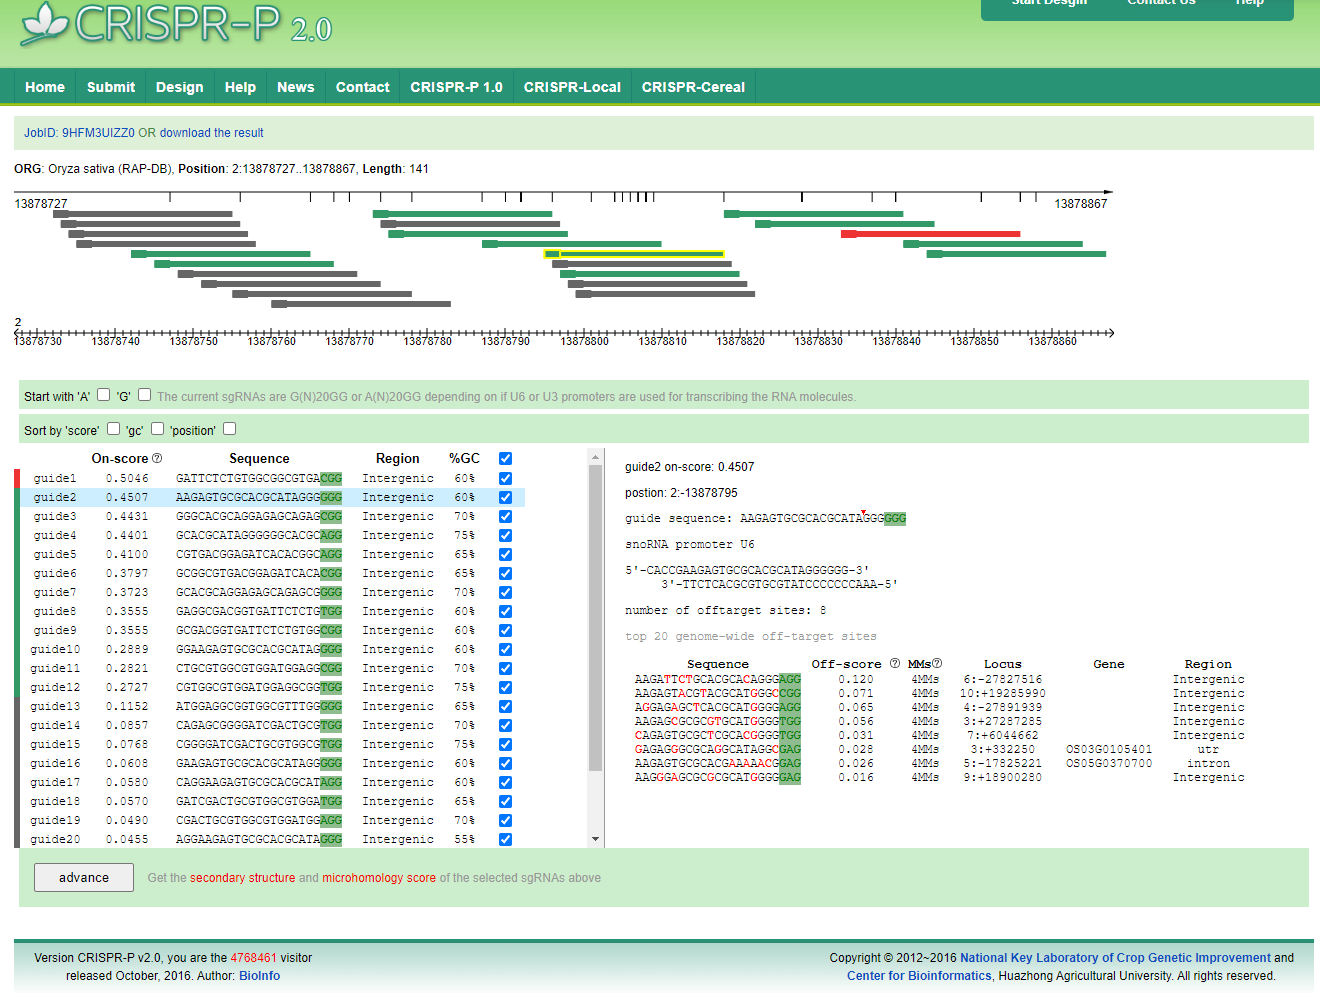 Start Desgin Contact Us Help
CRISPR-P 2.0
Home Submit Design Help News Contact CRISPR-P 1.0 CRISPR-Local CRISPR-Cereal
JobID: 9HFM3UIZZ0 OR download the result
ORG: Oryza sativa (RAP-DB), Position: 2:13878727..13878867, Length: 141
13878727 13878867
2
13878730 13878740 13878750 13878760 13878770 13878780 13878790 13878800 13878810 13878820 13878830 13878840 13878850 13878860
Start with 'A' 'G' The current sgRNAs are G(N)20GG or A(N)20GG depending on if U6 or U3 promoters are used for transcribing the RNA molecules.
Sort by 'score' 'gc' 'position'
On-score Sequence Region %GC
guide1 0.5046 GATTCTCTGTGGCGGCGTGACGG Intergenic 60%
guide2 0.4507 AAGAGTGCGCACGCATAGGGGGG Intergenic 60%
guide3 0.4431 GGGCACGCAGGAGAGCAGAGCGG Intergenic 70%
guide4 0.4401 GCACGCATAGGGGGGCACGCAGG Intergenic 75%
guide5 0.4100 CGTGACGGAGATCACACGGCAGG Intergenic 65%
guide6 0.3797 GCGGCGTGACGGAGATCACACGG Intergenic 65%
guide7 0.3723 GCACGCAGGAGAGCAGAGCGGGG Intergenic 70%
guide8 0.3555 GAGGCGACGGTGATTCTCTGTGG Intergenic 60%
guide9 0.3555 GCGACGGTGATTCTCTGTGGCGG Intergenic 60%
guide10 0.2889 GGAAGAGTGCGCACGCATAGGGG Intergenic 60%
guide11 0.2821 CTGCGTGGCGTGGATGGAGGCGG Intergenic 70%
guide12 0.2727 CGTGGCGTGGATGGAGGCGGTGG Intergenic 75%
guide13 0.1152 ATGGAGGCGGTGGCGTTTGGGGG Intergenic 65%
guide14 0.0857 CAGAGCGGGGATCGACTGCGTGG Intergenic 70%
guide15 0.0768 CGGGGATCGACTGCGTGGCGTGG Intergenic 75%
guide16 0.0608 GAAGAGTGCGCACGCATAGGGGG Intergenic 60%
guide17 0.0580 CAGGAAGAGTGCGCACGCATAGG Intergenic 60%
guide18 0.0570 GATCGACTGCGTGGCGTGGATGG Intergenic 65%
guide19 0.0490 CGACTGCGTGGCGTGGATGGAGG Intergenic 70%
guide20 0.0455 AGGAAGAGTGCGCACGCATAGGG Intergenic 55%
guide2 on-score: 0.4507
postion: 2:-13878795
guide sequence: AAGAGTGCGCACGCATAGGGGGG
snoRNA promoter U6
5'-CACCGAAGAGTGCGCACGCATAGGGGGG-3'
3'-TTCTCACGCGTGCGTATCCCCCCCAAA-5'
number of offtarget sites: 8
top 20 genome-wide off-target sites
Sequence Off-score MMs Locus Gene Region
AAGATTCTGCACGCACAGGGAGG 0.120 4MMs 6:-27827516 Intergenic
AAGAGTACGTACGCATGGGCCGG 0.071 4MMs 10:+19285990 Intergenic
AGGAGAGCTCACGCATGGGGAGG 0.065 4MMs 4:-27891939 Intergenic
AAGAGCGCGCGTGCATGGGGTGG 0.056 4MMs 3:+27287285 Intergenic
CAGAGTGCGCTCGCACGGGGTGG 0.031 4MMs 7:+6044662 Intergenic
GAGAGGGCGCAGGCATAGGCGAG 0.028 4MMs 3:+332250 OS03G0105401 utr
AAGAGTGCGCACGAAAAACGGAG 0.026 4MMs 5:-17825221 OS05G0370700 intron
AAGGGAGCGCGCGCATGGGGGAG 0.016 4MMs 9:+18900280 Intergenic
advance Get the secondary structure and microhomology score of the selected sgRNAs above
Version CRISPR-P v2.0, you are the 4768461 visitor
released October, 2016. Author: BioInfo
Copyright © 2012~2016 National Key Laboratory of Crop Genetic Improvement and
Center for Bioinformatics, Huazhong Agricultural University. All rights reserved.